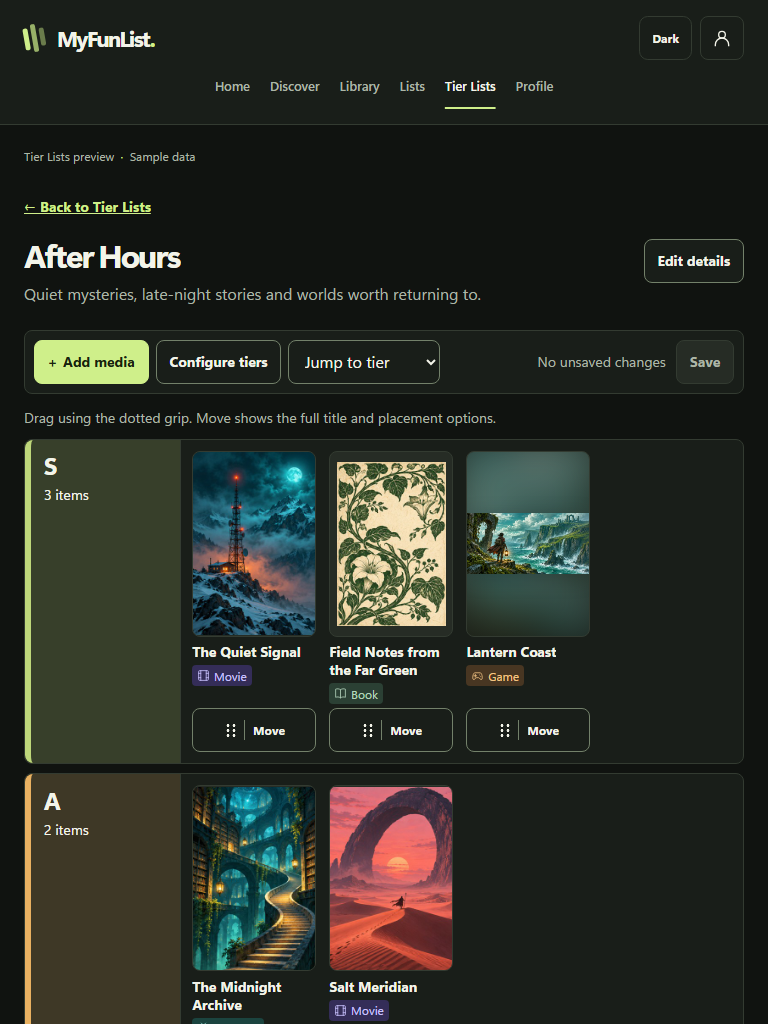 MyFunList.
Dark
Home Discover Library Lists Tier Lists Profile
Tier Lists preview · Sample data
← Back to Tier Lists
After Hours
Edit details
Quiet mysteries, late-night stories and worlds worth returning to.
+ Add media
Configure tiers
Jump to tier
No unsaved changes
Save
Drag using the dotted grip. Move shows the full title and placement options.
S
3 items
The Quiet Signal
Movie
Move
Field Notes from
the Far Green
Book
Move
Lantern Coast
Game
Move
A
2 items
The Midnight
Archive
Salt Meridian
Movie